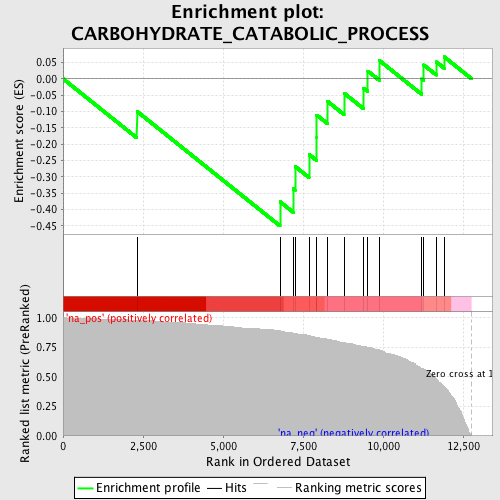 Enrichment plot:
CARBOHYDRATE_CATABOLIC_PROCESS
Enrichment score (ES)
0.05
0.00
-0.05
-0.10
-0.15
-0.20
-0.25
-0.30
-0.35
-0.40
-0.45
Ranked list metric (PreRanked)
1.00
0.75
0.50
0.25
0.00
'na_pos' (positively correlated)
Zero cross at 1
'na_neg' (negatively correlated)
0
2,500
5,000
7,500
10,000
12,500
Rank in Ordered Dataset
Enrichment profile
Hits
Ranking metric scores